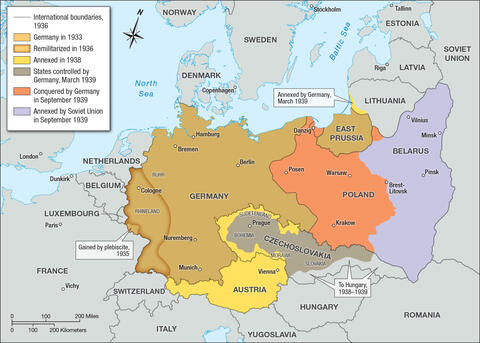 International boundaries,
1936
Germany in 1933
Remilitarized in 1936
Annexed in 1938
States controlled by
Germany, March 1939
Conquered by Germany
in September 1939
Annexed by Soviet Union
in September 1939
NORWAY
Stockholm
Tallinn
ESTONIA
SWEDEN
Baltic Sea
SOVIET
UNION
Riga
LATVIA
North
Sea
DENMARK
Copenhagen
Annexed by Germany,
March 1939
LITHUANIA
Vilnius
Danzig
EAST
PRUSSIA
Minsk
Hamburg
BELARUS
Bremen
London
NETHERLANDS
Berlin
Posen
Warsaw
Brest-
Litovsk
Pinsk
Dunkirk
RUHR
POLAND
BELGIUM
Cologne
GERMANY
RHINELAND
LUXEMBOURG
SUDETENLAND
Prague
Krakow
Paris
BOHEMIA
CZECHOSLOVAKIA
Nuremberg
MORAVIA
SLOVAKIA
Gained by plebiscite,
1935
Munich
Vienna
To Hungary,
1938–1939
FRANCE
AUSTRIA
Vichy
SWITZERLAND
HUNGARY
ROMANIA
0
200 Miles
0
200 Kilometers
ITALY
YUGOSLAVIA